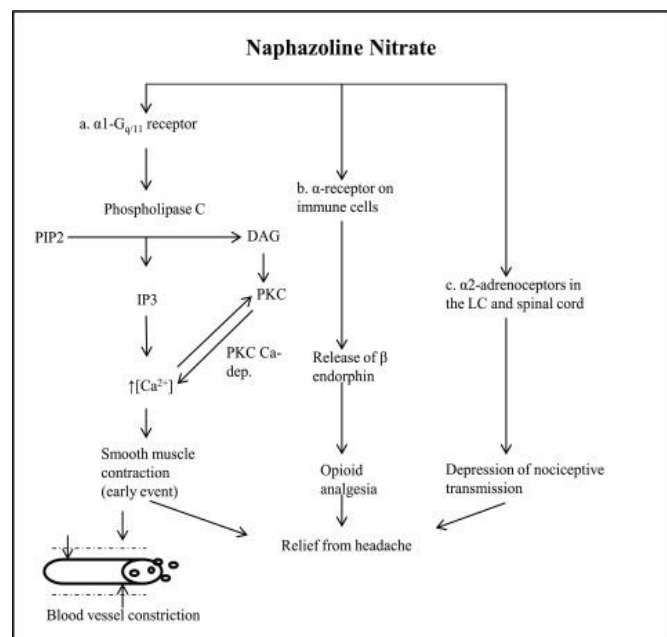 Naphazoline Nitrate
a. α1-Gq/11 receptor
Phospholipase C
PIP2
DAG
IP3
PKC
PKC Ca-
dep.
↑[Ca²⁺]
Smooth muscle
contraction
(early event)
Blood vessel constriction
b. α-receptor on
immune cells
Release of β
endorphin
Opioid
analgesia
c. α2-adrenoceptors in
the LC and spinal cord
Depression of nociceptive
transmission
Relief from headache